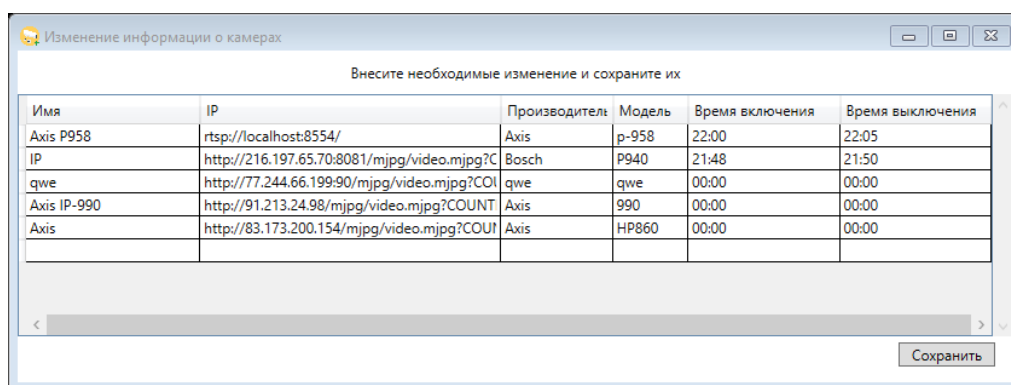 Изменение информации о камерах
Внесите необходимые изменение и сохраните их
Имя IP Производитель Модель Время включения Время выключения
Axis P958 rtsp://localhost:8554/ Axis p-958 22:00 22:05
IP http://216.197.65.70:8081/mjpg/video.mjpg?C Bosch P940 21:48 21:50
qwe http://77.244.66.199:90/mjpg/video.mjpg?COU qwe qwe 00:00 00:00
Axis IP-990 http://91.213.24.98/mjpg/video.mjpg?COUNT Axis 990 00:00 00:00
Axis http://83.173.200.154/mjpg/video.mjpg?COUN Axis HP860 00:00 00:00
Сохранить